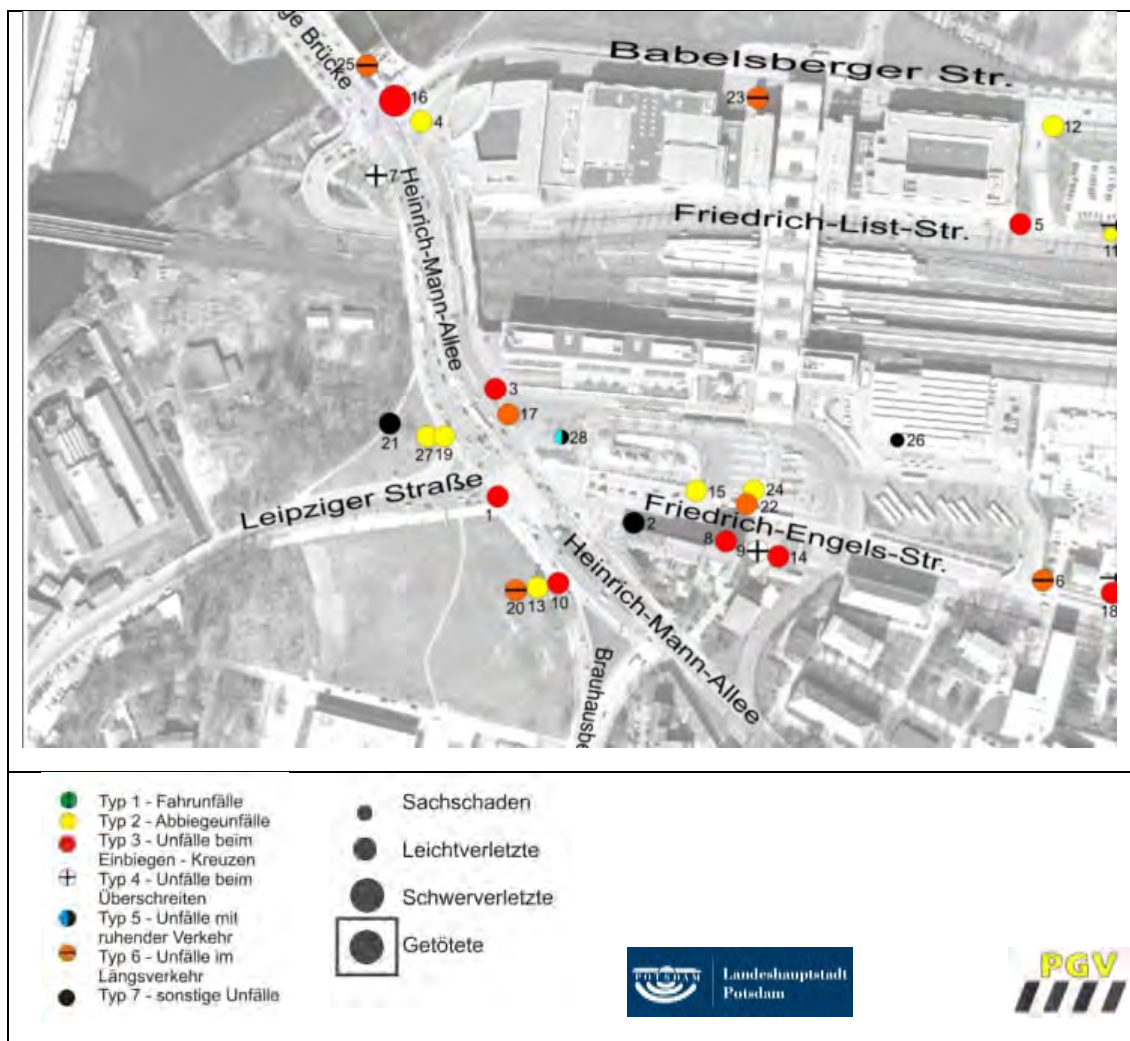 ge Brücke
Babelsberger Str.
25
16
4
23
12
7
Heinrich-Mann-Allee
Friedrich-List-Str.
5
11
3
17
21
27
19
28
26
Leipziger Straße
1
15
24
22
2
Friedrich-Engels-Str.
8
9
14
6
18
20
13
10
Heinrich-Mann-Allee
Brauhausbe
Typ 1 - Fahrunfälle
Typ 2 - Abbiegeunfälle
Typ 3 - Unfälle beim
Einbiegen - Kreuzen
Typ 4 - Unfälle beim
Überschreiten
Typ 5 - Unfälle mit
ruhender Verkehr
Typ 6 - Unfälle im
Längsverkehr
Typ 7 - sonstige Unfälle
Sachschaden
Leichtverletzte
Schwerverletzte
Getötete
POTSDAM
Landeshauptstadt
Potsdam
PGV